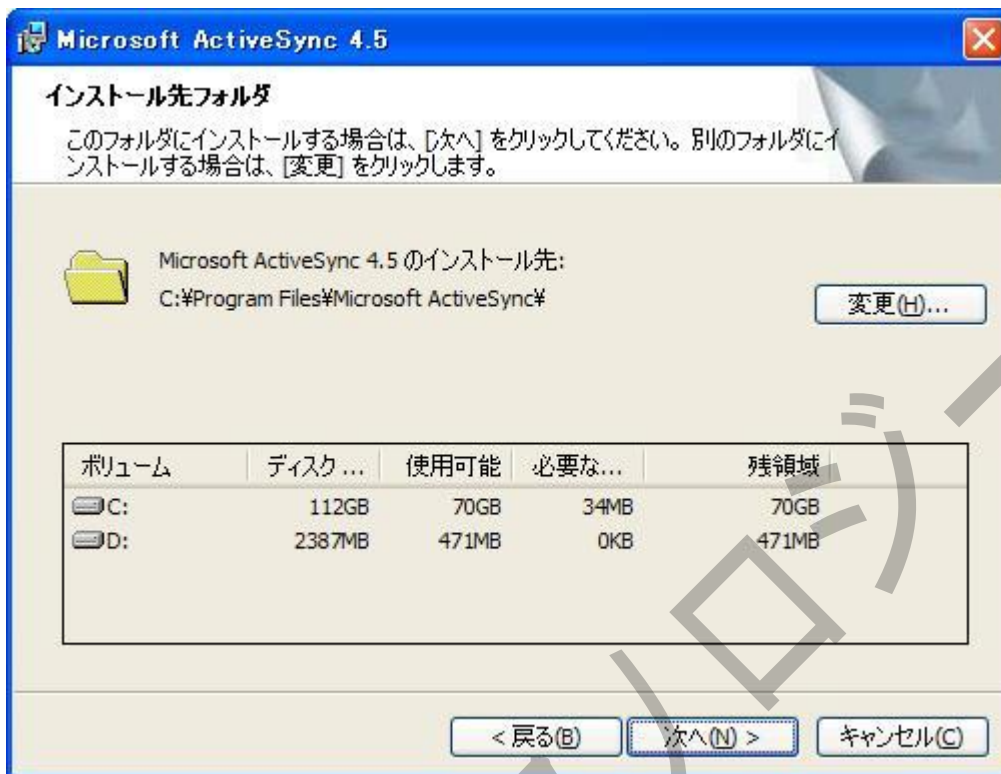 Microsoft ActiveSync 4.5
インストール先フォルダ
このフォルダにインストールする場合は、[次へ] をクリックしてください。別のフォルダにイ
ンストールする場合は、[変更] をクリックします。
Microsoft ActiveSync 4.5 のインストール先:
C:¥Program Files¥Microsoft ActiveSync¥
変更(H)...
ボリューム ディスク ... 使用可能 必要な... 残領域
C: 112GB 70GB 34MB 70GB
D: 2387MB 471MB 0KB 471MB
< 戻る(B) 次へ(N) > キャンセル(C)
ノロジー